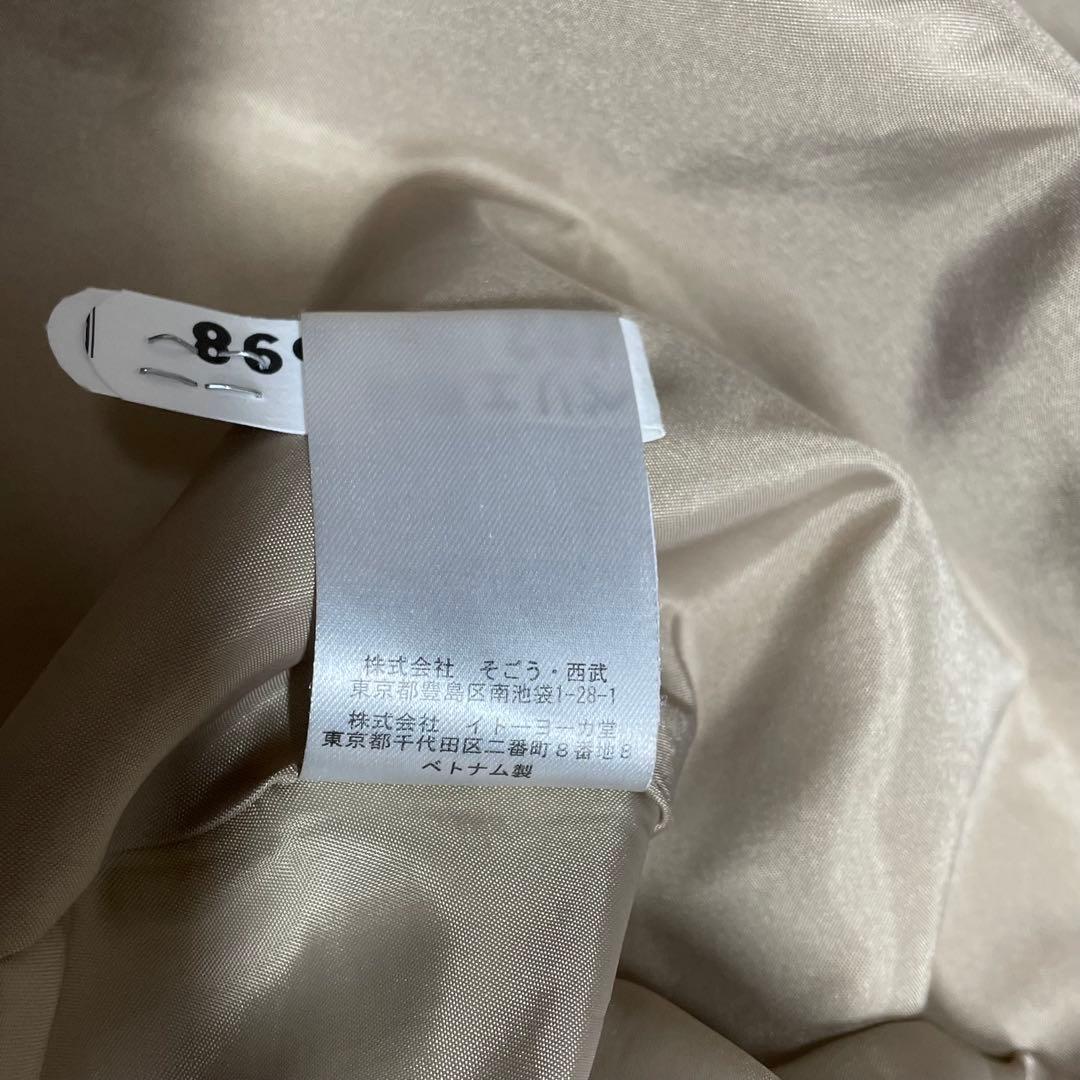 株式会社 そごう・西武
東京都豊島区南池袋1-28-1
株式会社 イトーヨーカ堂
東京都千代田区二番町8番地8
ベトナム製